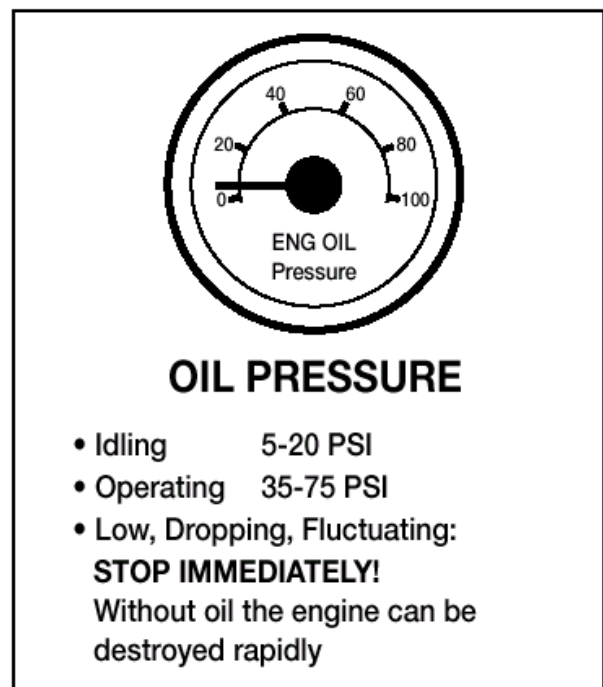 40 60
20 80
0 100
ENG OIL
Pressure
OIL PRESSURE
• Idling 5-20 PSI
• Operating 35-75 PSI
• Low, Dropping, Fluctuating:
STOP IMMEDIATELY!
Without oil the engine can be
destroyed rapidly